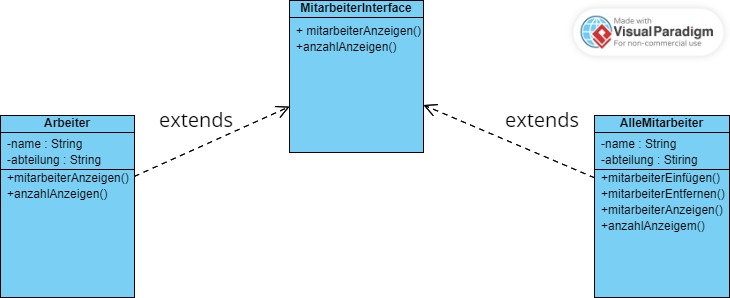 MitarbeiterInterface
+ mitarbeiterAnzeigen()
+anzahlAnzeigen()
Made with
Visual Paradigm
For non-commercial use
extends
extends
Arbeiter
-name : String
-abteilung : String
+mitarbeiterAnzeigen()
+anzahlAnzeigen()
AlleMitarbeiter
-name : String
-abteilung : Stiring
+mitarbeiterEinfügen()
+mitarbeiterEntfernen()
+mitarbeiterAnzeigen()
+anzahlAnzeigem()